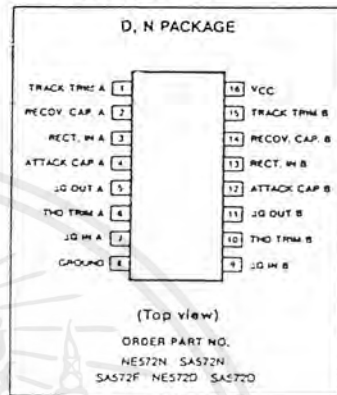 D, N PACKAGE
TRACK TRIM A 1
16 VCC
RECOV. CAP. A 2
15 TRACK TRIM B
RECT. IN A 3
14 RECOV. CAP. B
ATTACK CAP A 4
13 RECT. IN B
ΔG OUT A 5
12 ATTACK CAP B
THD TRIM A 6
11 ΔG OUT B
ΔG IN A 7
10 THD TRIM B
GROUND 8
9 ΔG IN B
(Top view)
ORDER PART NO.
NE572N SA572N
SA572F NE572D SA572D